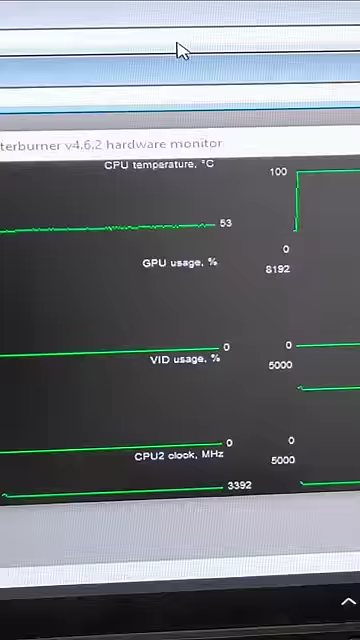 terburner v4.6.2 hardware monitor
CPU temperature, °C
100
53
0
GPU usage, %
8192
0
0
VID usage, %
5000
0
0
CPU2 clock, MHz
5000
3392